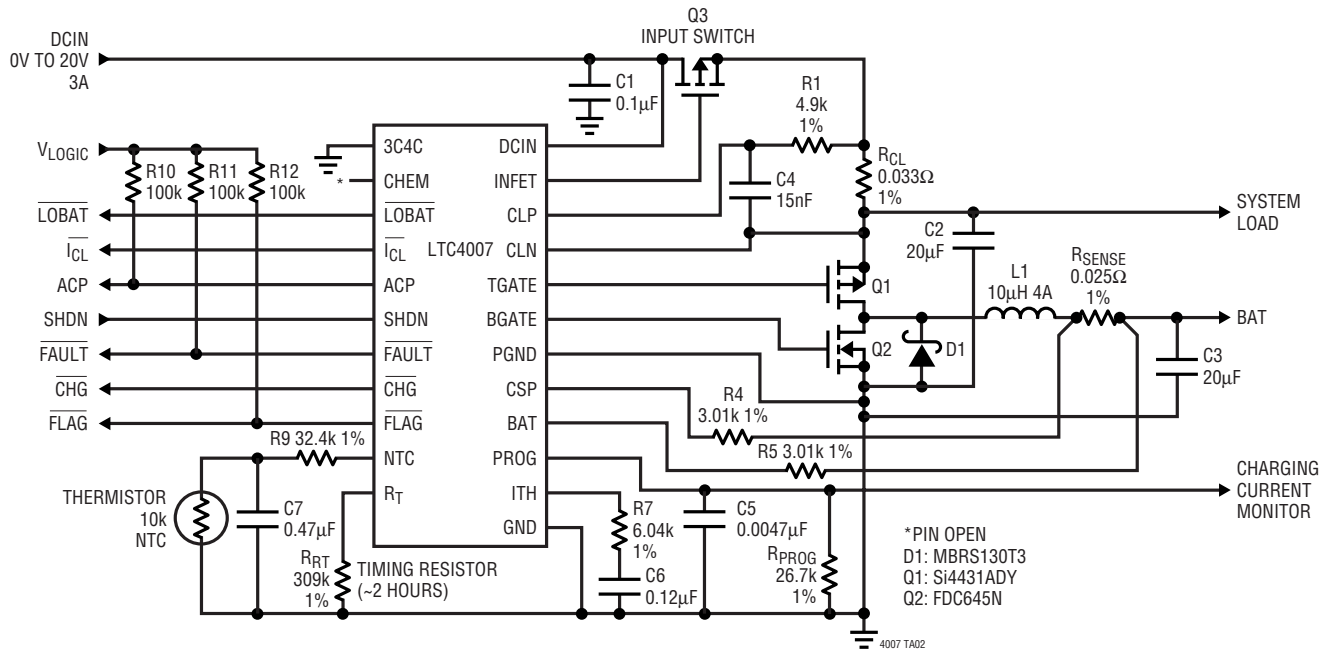 Q3
INPUT SWITCH
DCIN
0V TO 20V
3A
C1
0.1µF
R1
4.9k
1%
VLOGIC
R10
100k
R11
100k
R12
100k
3C4C
DCIN
*
CHEM
INFET
C4
15nF
RCL
0.033Ω
1%
LOBAT
LOBAT
CLP
SYSTEM
LOAD
ICL
ICL
LTC4007
CLN
C2
20µF
RSENSE
0.025Ω
1%
ACP
ACP
TGATE
Q1
L1
10µH 4A
SHDN
SHDN
BGATE
BAT
FAULT
FAULT
PGND
Q2
D1
C3
20µF
CHG
CHG
CSP
R4
3.01k 1%
FLAG
FLAG
BAT
R9 32.4k 1%
NTC
PROG
R5 3.01k 1%
CHARGING
CURRENT
MONITOR
THERMISTOR
10k
NTC
C7
0.47µF
RT
ITH
GND
R7
6.04k
1%
C5
0.0047µF
RRT
309k
1%
TIMING RESISTOR
(~2 HOURS)
C6
0.12µF
RPROG
26.7k
1%
*PIN OPEN
D1: MBRS130T3
Q1: Si4431ADY
Q2: FDC645N
4007 TA02